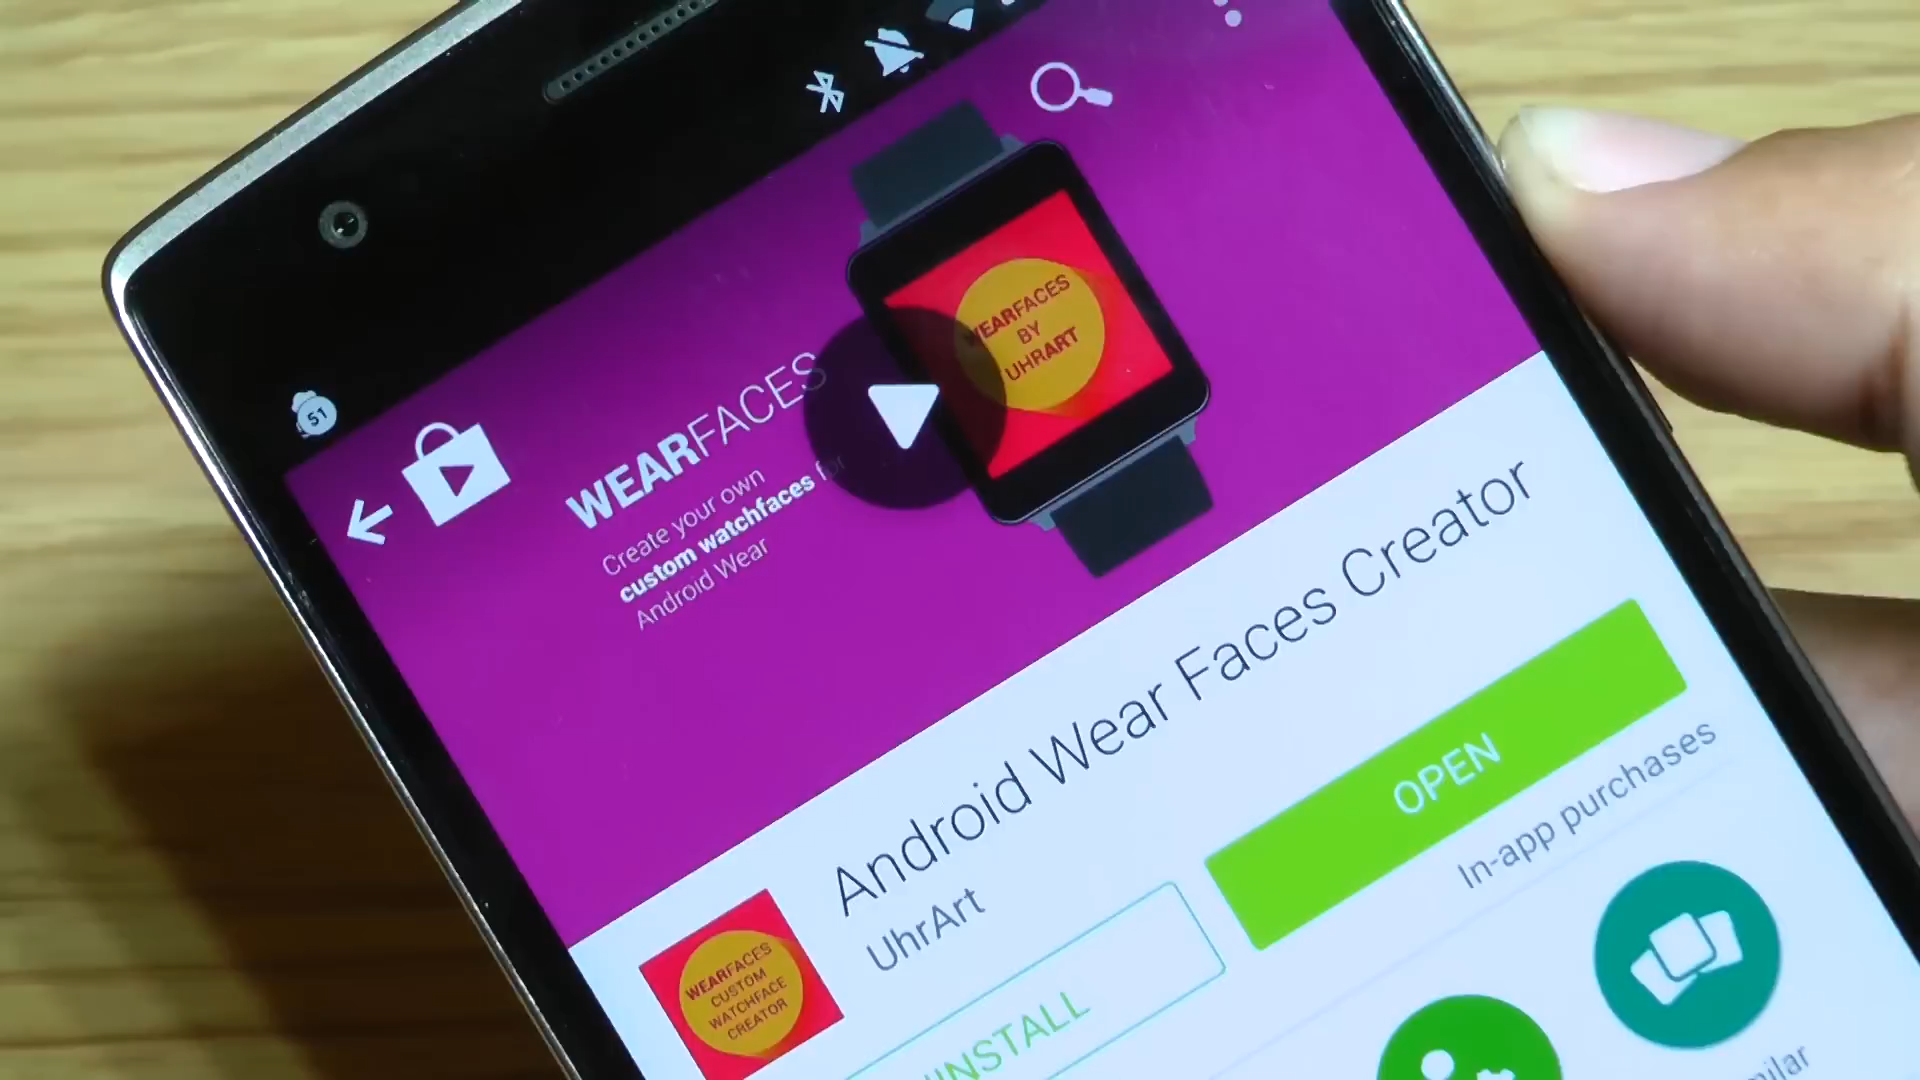 51
WEARFACES
Create your own
custom watchfaces for
Android Wear
WEARFACES
BY
UHRART
Android Wear Faces Creator
UhrArt
OPEN
In-app purchases
WEARFACES
CUSTOM
WATCHFACE
CREATOR